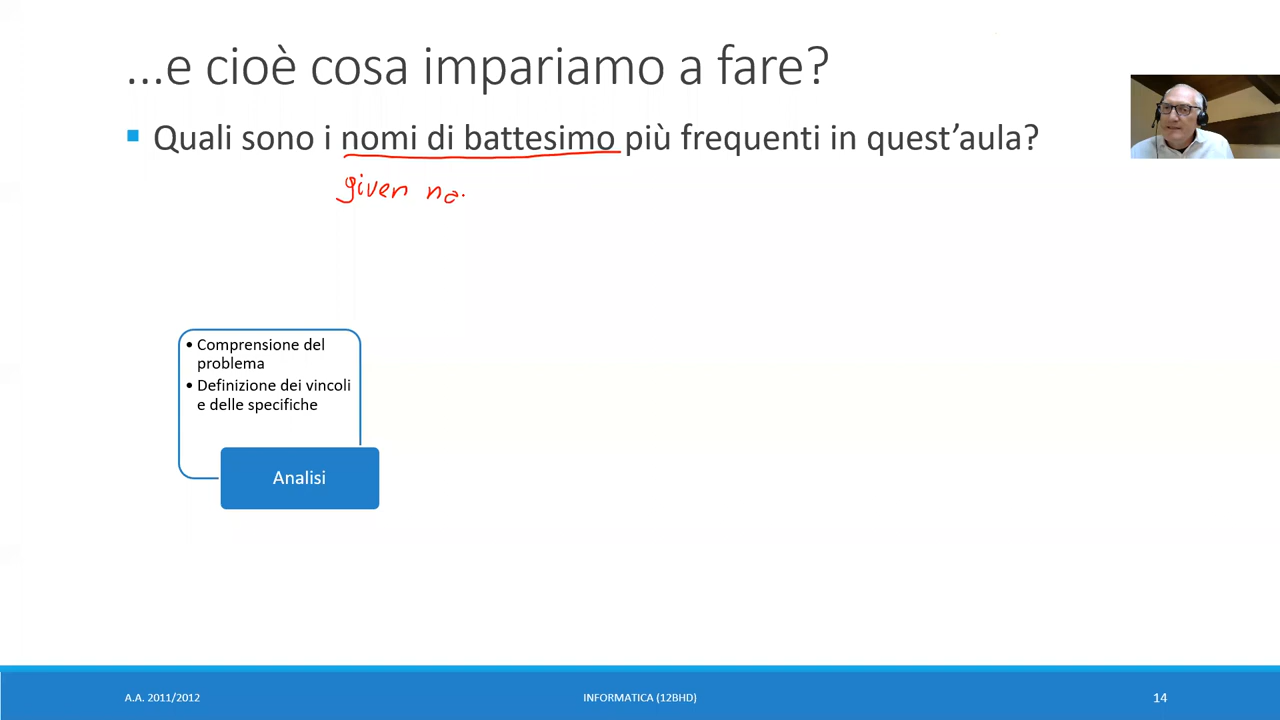 ...e cioè cosa impariamo a fare?
▪ Quali sono i nomi di battesimo più frequenti in quest'aula?
given na
• Comprensione del
problema
• Definizione dei vincoli
e delle specifiche
Analisi
A.A. 2011/2012
INFORMATICA (12BHD)
14